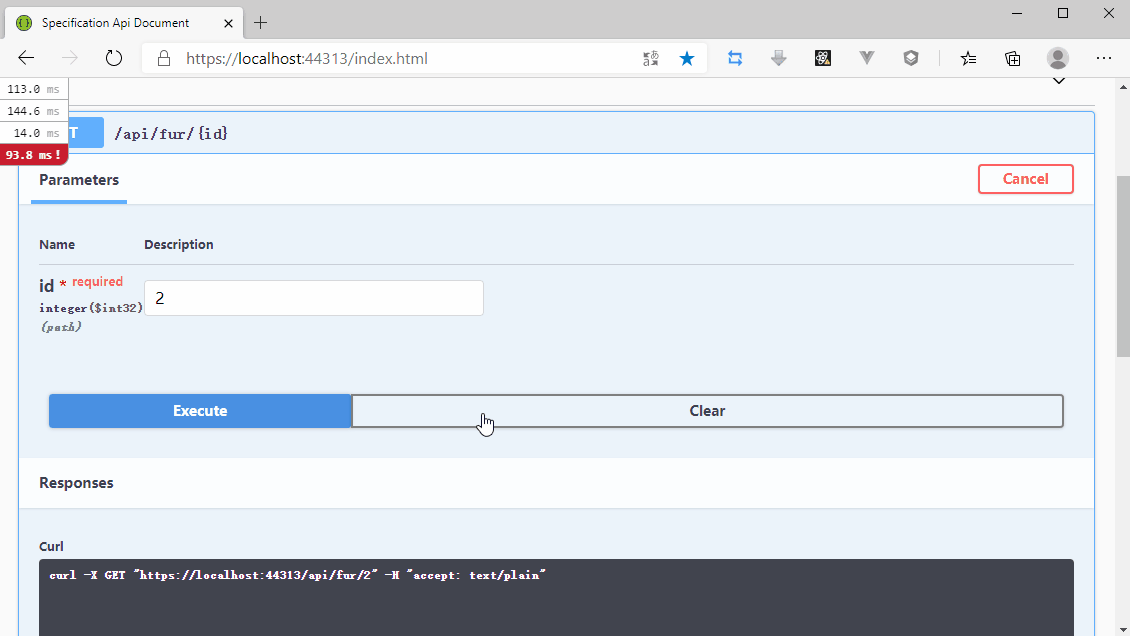 Specification Api Document
https://localhost:44313/index.html
113.0 ms
144.6 ms
14.0 ms
93.8 ms !
T /api/fur/{id}
Parameters
Cancel
Name Description
id * required
integer($int32)
(path)
2
Execute
Clear
Responses
Curl
curl -X GET "https://localhost:44313/api/fur/2" -H "accept: text/plain"